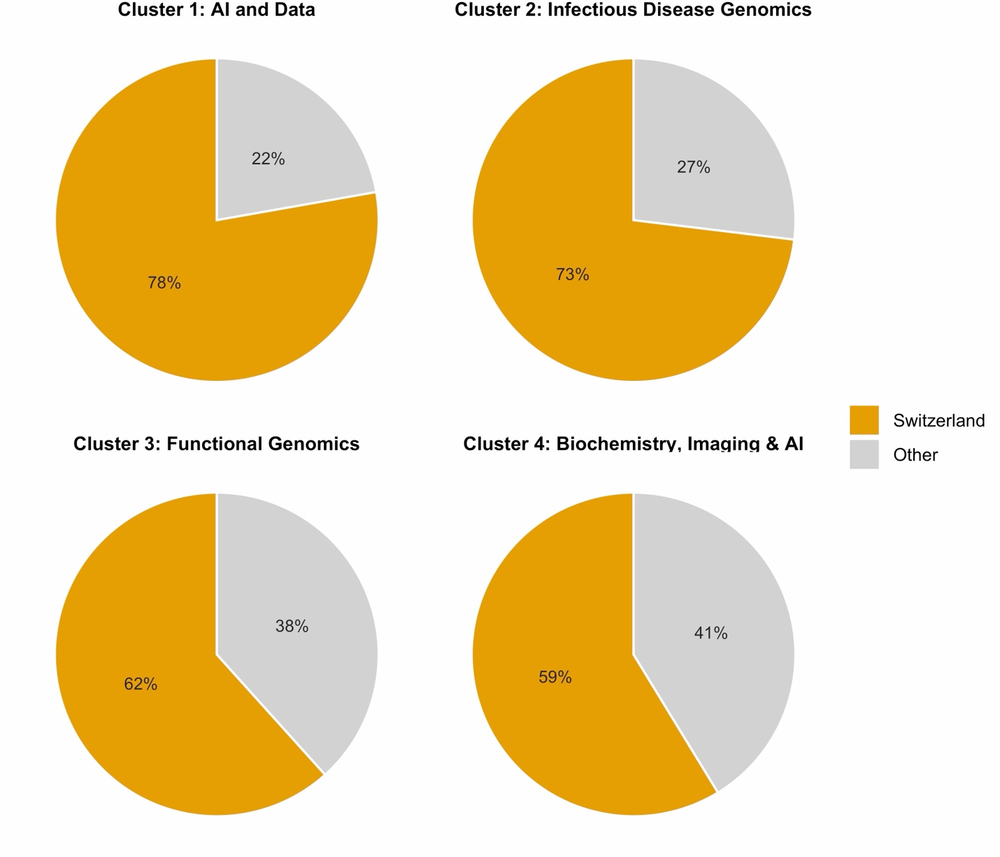 Cluster 1: AI and Data
Cluster 2: Infectious Disease Genomics
22%
78%
27%
73%
Switzerland
Other
Cluster 3: Functional Genomics
Cluster 4: Biochemistry, Imaging & AI
38%
62%
41%
59%